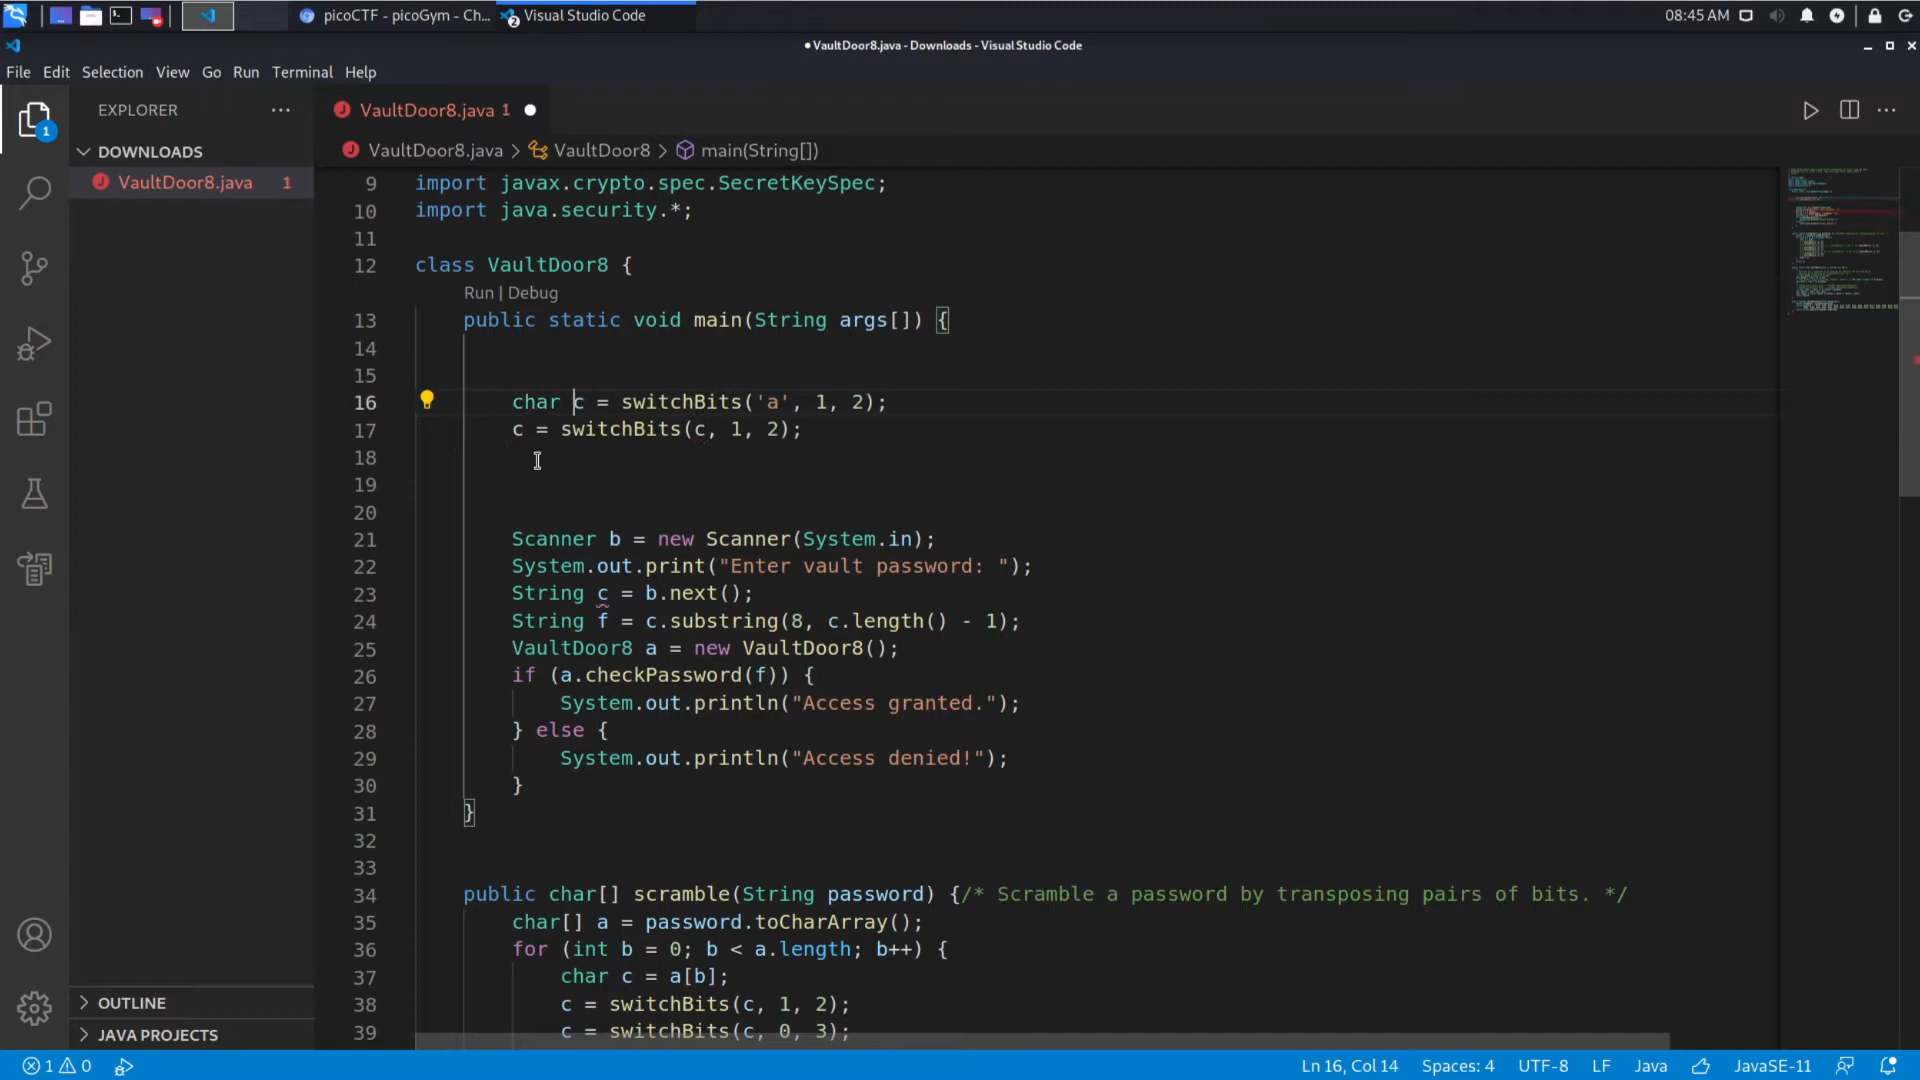 picoCTF - picoGym - Ch...
2
Visual Studio Code
08:45 AM
VaultDoor8.java - Downloads - Visual Studio Code
File Edit Selection View Go Run Terminal Help
EXPLORER
VaultDoor8.java 1
1
DOWNLOADS
VaultDoor8.java > VaultDoor8 > main(String[])
VaultDoor8.java 1
9 import javax.crypto.spec.SecretKeySpec;
10 import java.security.*;
11
12 class VaultDoor8 {
Run | Debug
13 public static void main(String args[]) {
14
15
16 char c = switchBits('a', 1, 2);
17 c = switchBits(c, 1, 2);
18
19
20
21 Scanner b = new Scanner(System.in);
22 System.out.print("Enter vault password: ");
23 String c = b.next();
24 String f = c.substring(8, c.length() - 1);
25 VaultDoor8 a = new VaultDoor8();
26 if (a.checkPassword(f)) {
27 System.out.println("Access granted.");
28 } else {
29 System.out.println("Access denied!");
30 }
31 }
32
33
34 public char[] scramble(String password) {/* Scramble a password by transposing pairs of bits. */
35 char[] a = password.toCharArray();
36 for (int b = 0; b < a.length; b++) {
37 char c = a[b];
38 c = switchBits(c, 1, 2);
39 c = switchBits(c, 0, 3);
OUTLINE
JAVA PROJECTS
1 0
Ln 16, Col 14 Spaces: 4 UTF-8 LF Java JavaSE-11